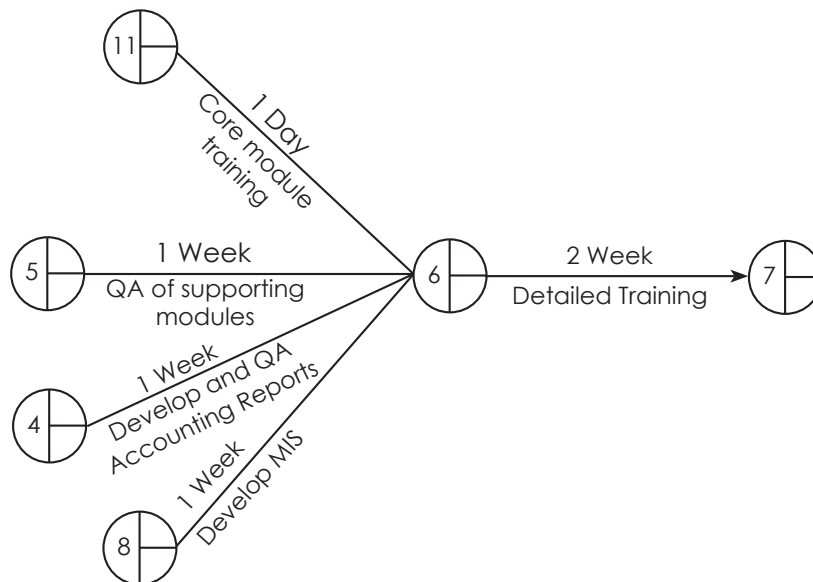 11
1 Day
Core module
training
5
1 Week
QA of supporting
modules
6
2 Week
Detailed Training
7
4
1 Week
Develop and QA
Accounting Reports
8
1 Week
Develop MIS